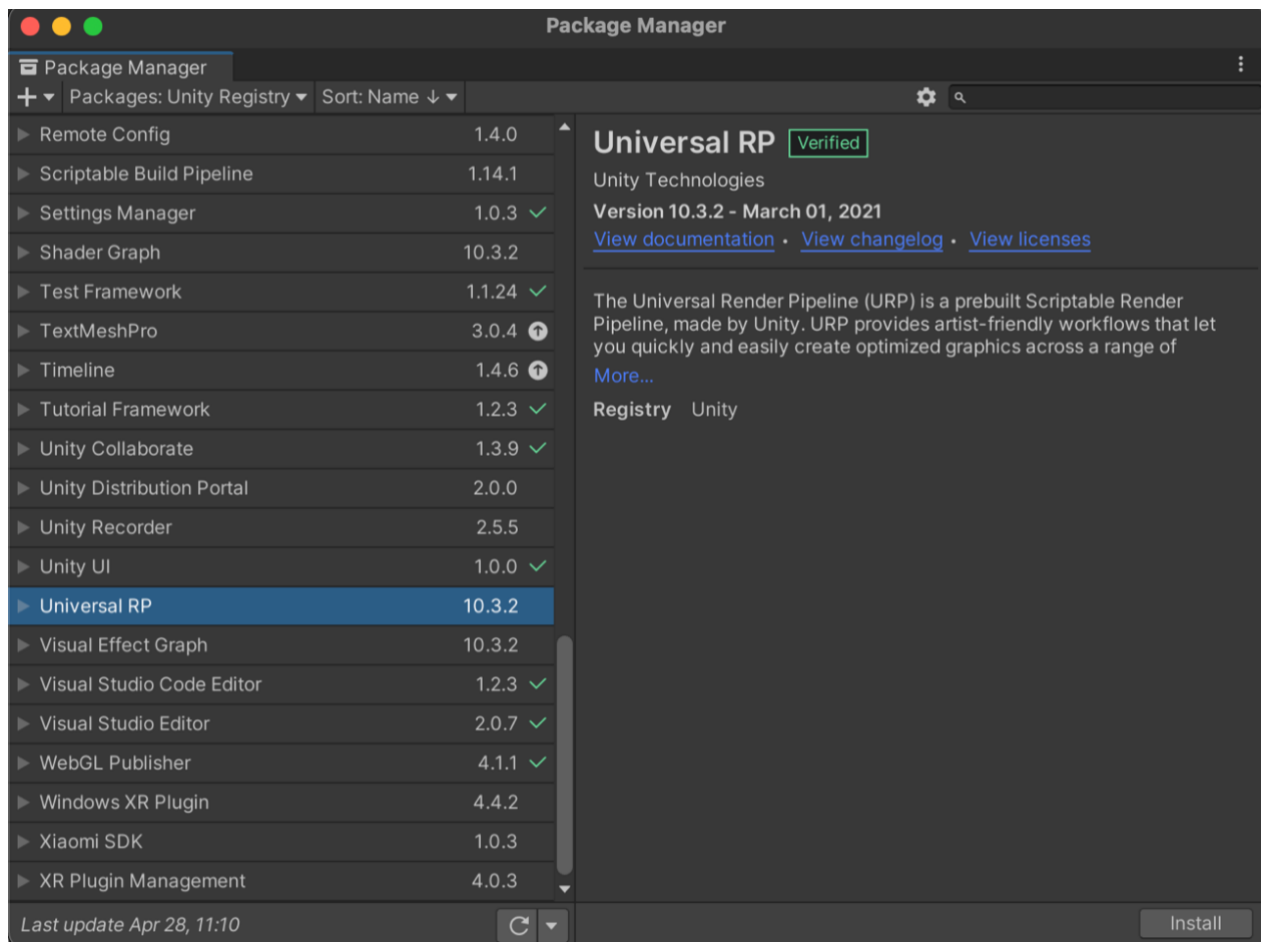 Package Manager
Package Manager
Packages: Unity Registry
Sort: Name ↓
Remote Config 1.4.0
Scriptable Build Pipeline 1.14.1
Settings Manager 1.0.3
Shader Graph 10.3.2
Test Framework 1.1.24
TextMeshPro 3.0.4
Timeline 1.4.6
Tutorial Framework 1.2.3
Unity Collaborate 1.3.9
Unity Distribution Portal 2.0.0
Unity Recorder 2.5.5
Unity UI 1.0.0
Universal RP 10.3.2
Visual Effect Graph 10.3.2
Visual Studio Code Editor 1.2.3
Visual Studio Editor 2.0.7
WebGL Publisher 4.1.1
Windows XR Plugin 4.4.2
Xiaomi SDK 1.0.3
XR Plugin Management 4.0.3
Last update Apr 28, 11:10
Universal RP Verified
Unity Technologies
Version 10.3.2 - March 01, 2021
View documentation • View changelog • View licenses
The Universal Render Pipeline (URP) is a prebuilt Scriptable Render
Pipeline, made by Unity. URP provides artist-friendly workflows that let
you quickly and easily create optimized graphics across a range of
More...
Registry Unity
Install